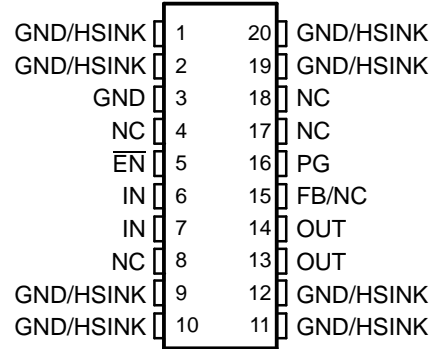 GND/HSINK 1 20 GND/HSINK
GND/HSINK 2 19 GND/HSINK
GND 3 18 NC
NC 4 17 NC
E̅N̅ 5 16 PG
IN 6 15 FB/NC
IN 7 14 OUT
NC 8 13 OUT
GND/HSINK 9 12 GND/HSINK
GND/HSINK 10 11 GND/HSINK